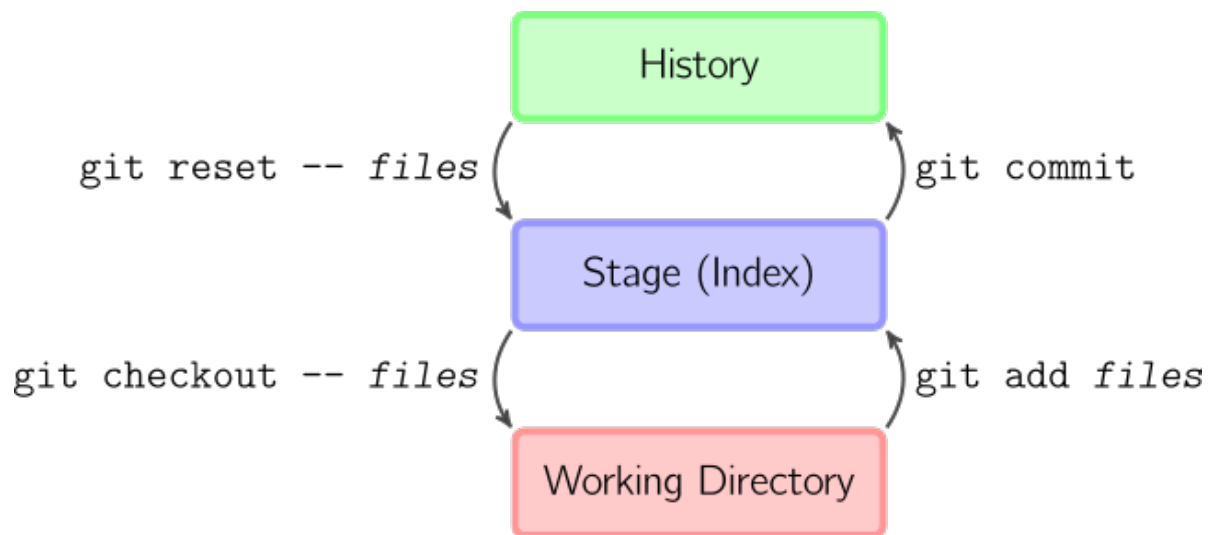 History
git reset -- files
git commit
Stage (Index)
git checkout -- files
git add files
Working Directory